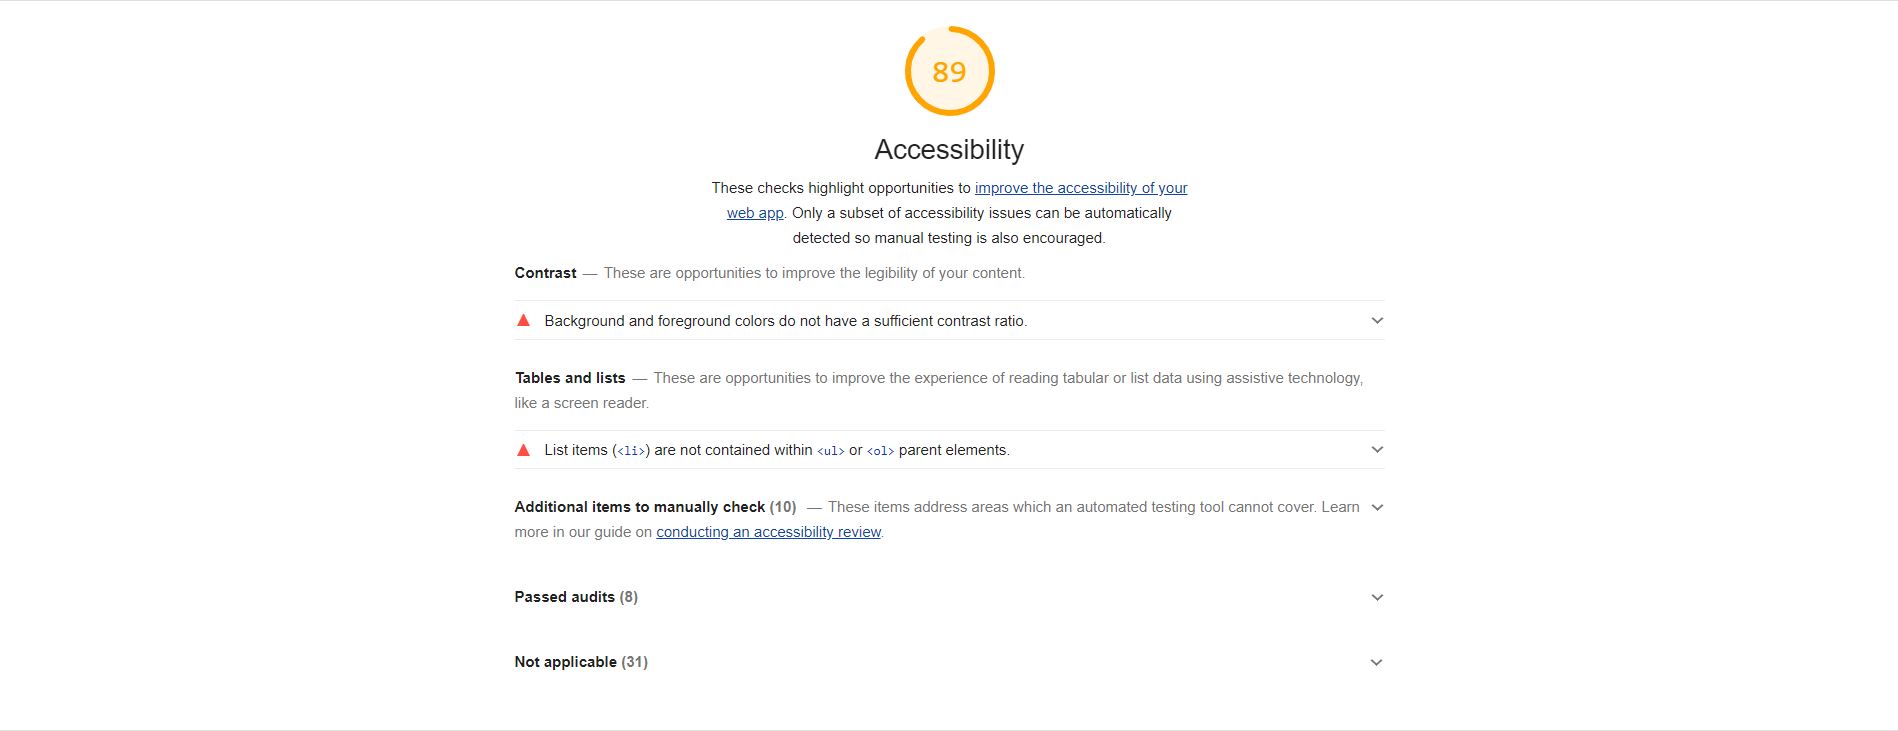 89
Accessibility
These checks highlight opportunities to improve the accessibility of your
web app. Only a subset of accessibility issues can be automatically
detected so manual testing is also encouraged.
Contrast — These are opportunities to improve the legibility of your content.
Background and foreground colors do not have a sufficient contrast ratio.
Tables and lists — These are opportunities to improve the experience of reading tabular or list data using assistive technology,
like a screen reader.
List items (<li>) are not contained within <ul> or <ol> parent elements.
Additional items to manually check (10) — These items address areas which an automated testing tool cannot cover. Learn
more in our guide on conducting an accessibility review.
Passed audits (8)
Not applicable (31)